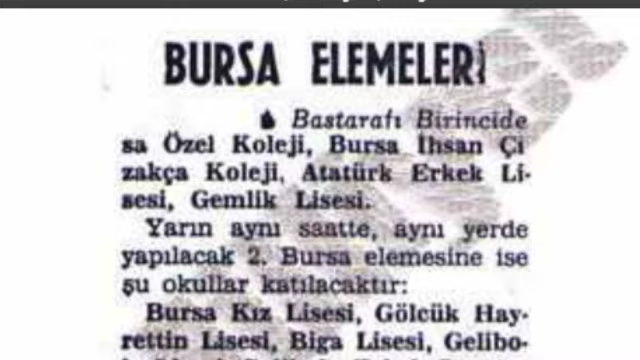 BURSA ELEMELERİ
Baştarafı Birincide
sa Özel Koleji, Bursa İhsan Çi
zakça Koleji, Atatürk Erkek Li-
sesi, Gemlik Lisesi.
Yarın aynı saatte, aynı yerde
yapılacak 2. Bursa elemesine ise
şu okullar katılacaktır:
Bursa Kız Lisesi, Gölcük Hay-
rettin Lisesi, Biga Lisesi, Gelibo-